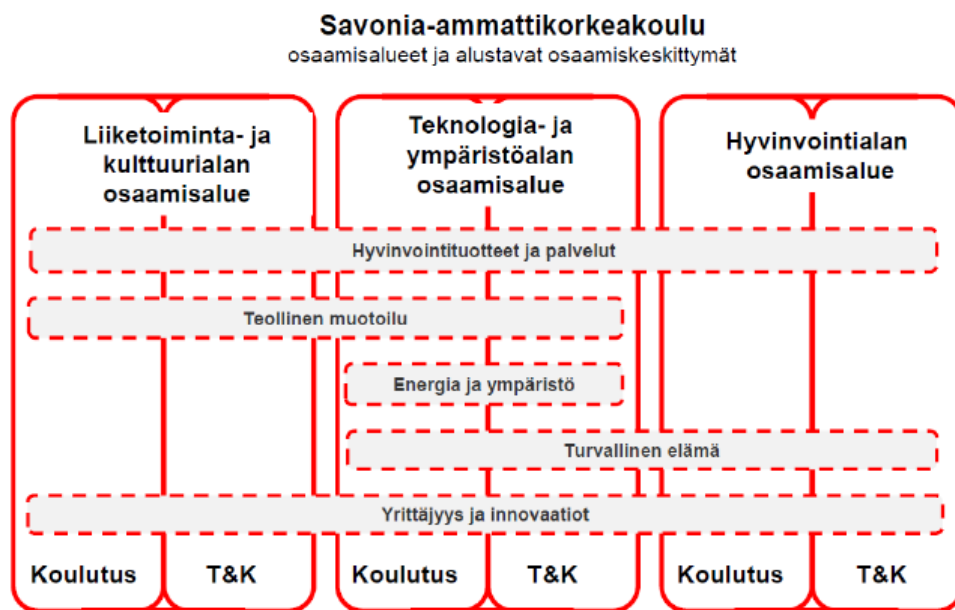 Savonia-ammattikorkeakoulu
osaamisalueet ja alustavat osaamiskeskittymät
Liiketoiminta- ja
kulttuurialan
osaamisalue
Teknologia- ja
ympäristöalan
osaamisalue
Hyvinvointialan
osaamisalue
Hyvinvointituotteet ja palvelut
Teollinen muotoilu
Energia ja ympäristö
Turvallinen elämä
Yrittäjyys ja innovaatiot
Koulutus T&K Koulutus T&K Koulutus T&K